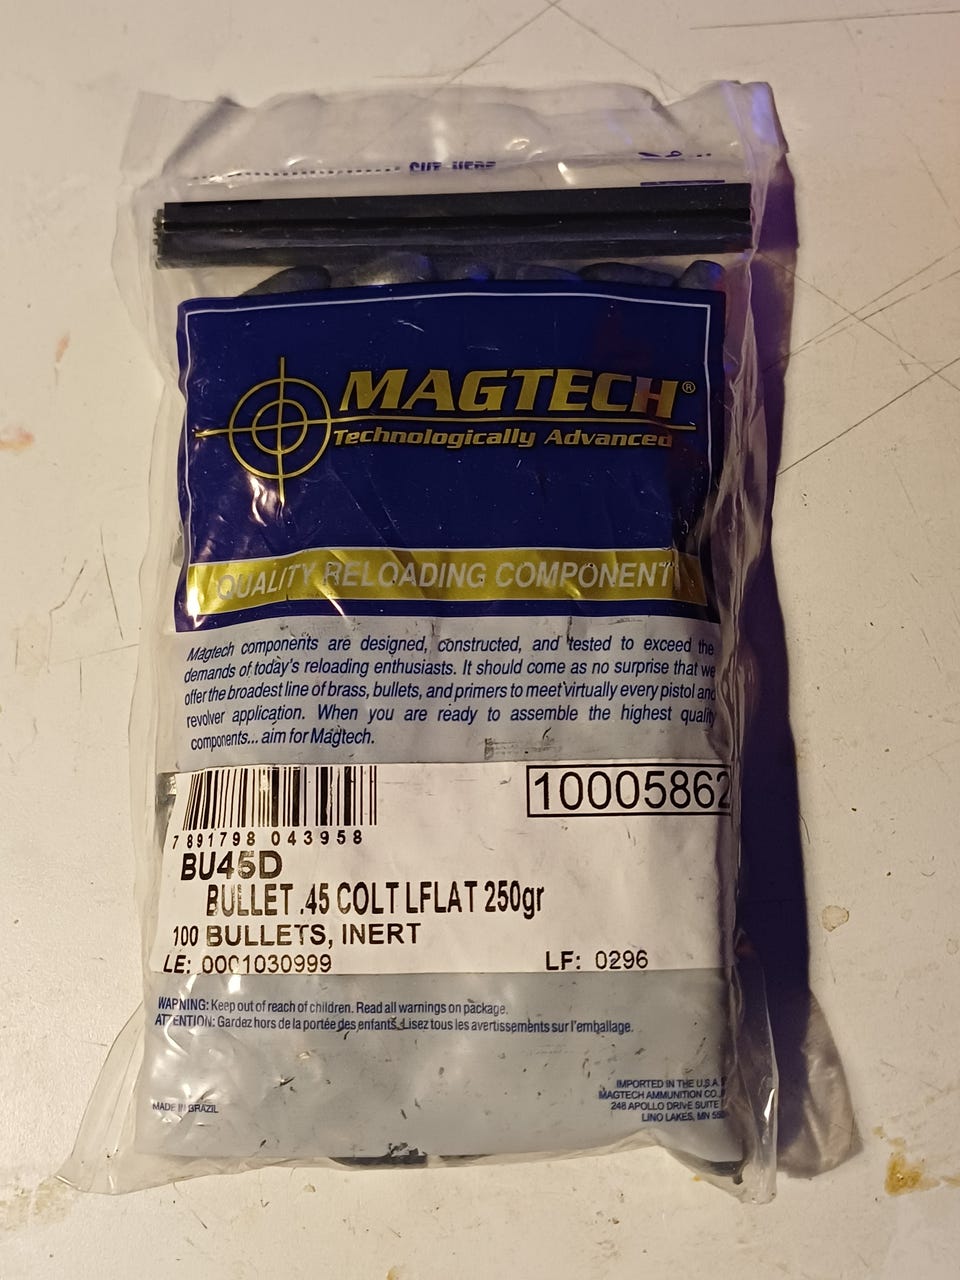 CUT HERE
MAGTECH®
Technologically Advanced
QUALITY RELOADING COMPONENT
Magtech components are designed, constructed, and tested to exceed the
demands of today's reloading enthusiasts. It should come as no surprise that we
offer the broadest line of brass, bullets, and primers to meet virtually every pistol and
revolver application. When you are ready to assemble the highest quality
components... aim for Magtech.
10005862
7 891798 043958
BU45D
BULLET .45 COLT LFLAT 250gr
100 BULLETS, INERT
LE: 0001030999 LF: 0296
WARNING: Keep out of reach of children. Read all warnings on package.
ATTENTION: Gardez hors de la portée des enfants. Lisez tous les avertissements sur l'emballage.
IMPORTED IN THE U.S.A.
MAGTECH AMMUNITION CO.
248 APOLLO DRIVE SUITE
LINO LAKES, MN
MADE IN BRAZIL